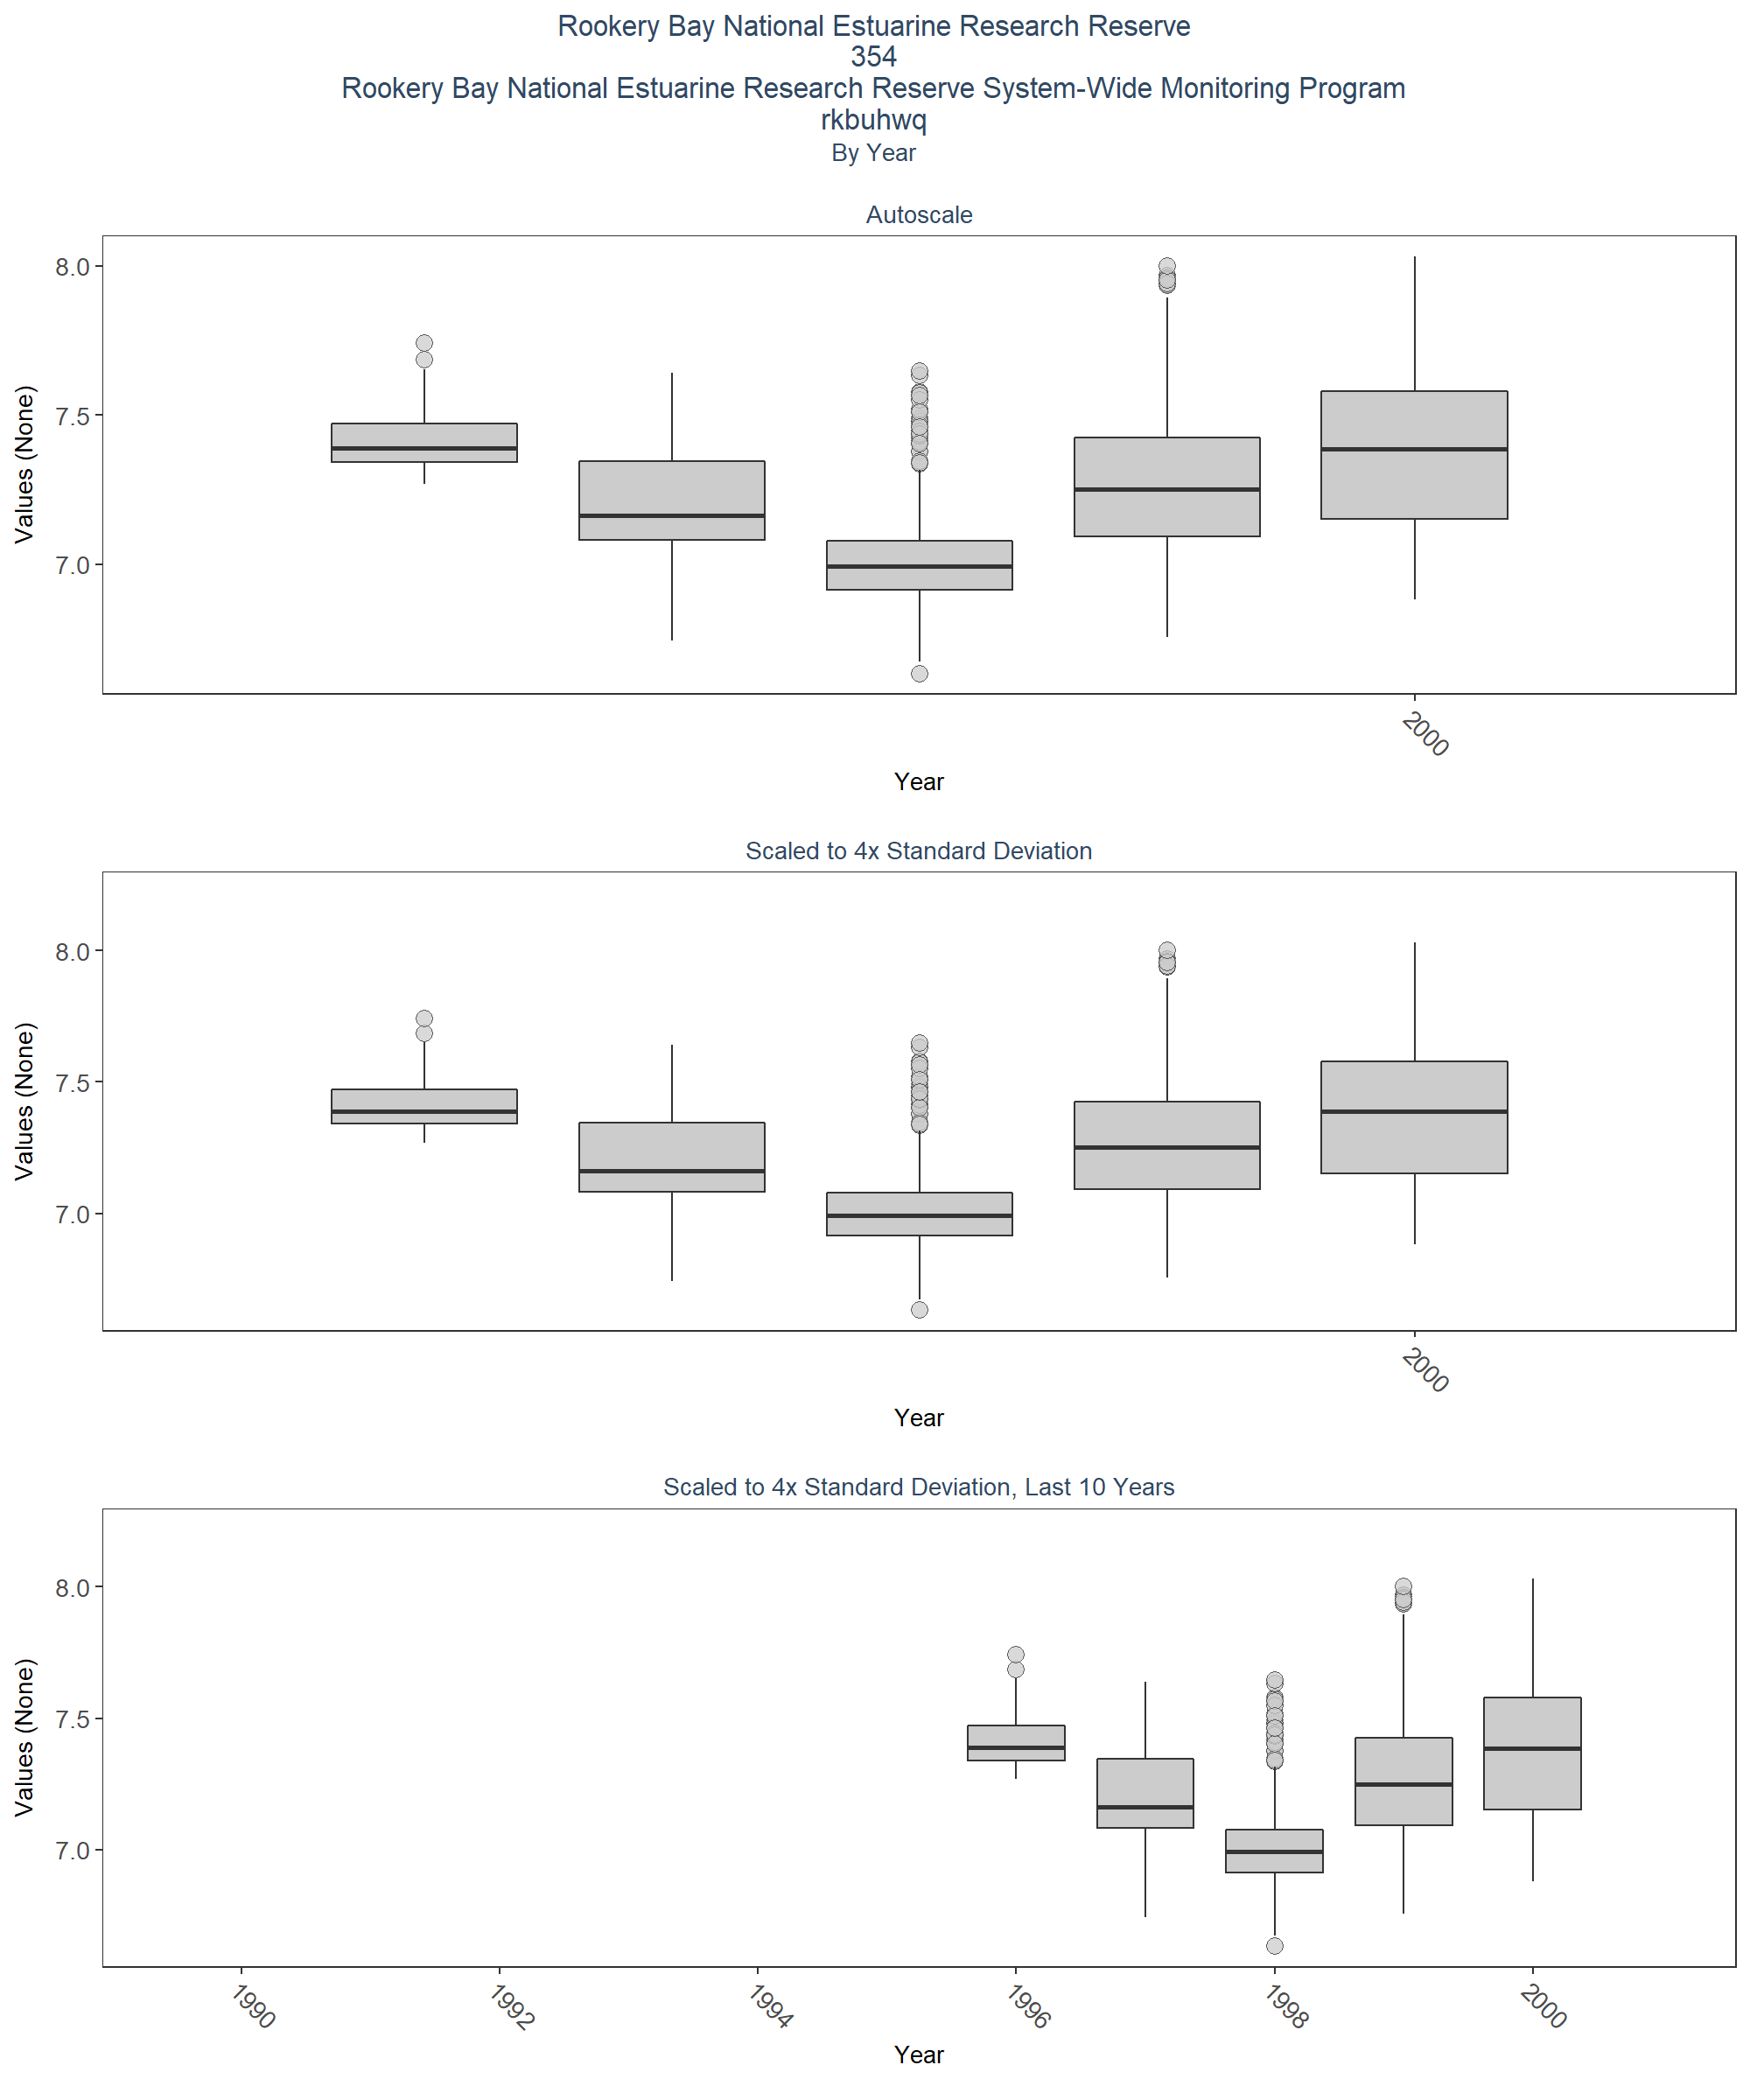 Rookery Bay National Estuarine Research Reserve
354
Rookery Bay National Estuarine Research Reserve System-Wide Monitoring Program
rkbuhwq
By Year
Autoscale
Values (None)
8.0
7.5
7.0
2000
Year
Scaled to 4x Standard Deviation
Values (None)
8.0
7.5
7.0
2000
Year
Scaled to 4x Standard Deviation, Last 10 Years
Values (None)
8.0
7.5
7.0
1990 1992 1994 1996 1998 2000
Year